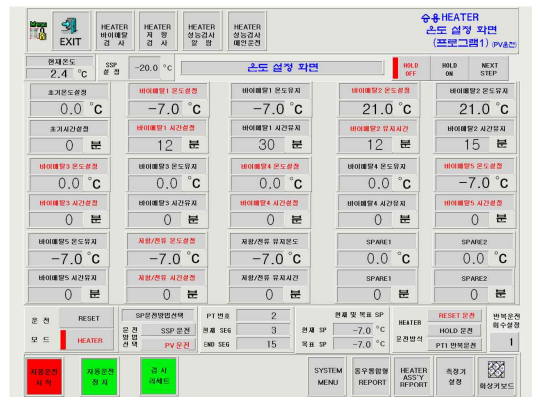 Menu
EXIT
HEATER
바이메탈
검 사
HEATER
저 항
검 사
HEATER
성능검사
알 람
HEATER
성능검사
메인운전
승용HEATER
온도 설정 화면
(프로그램1) (PV출전)
현재온도
2.4 °C
SSP
설 정
-20.0 °C
온도 설정 화면
HOLD
OFF
HOLD
ON
NEXT
STEP
초기온도설정
0.0 °C
바이메탈1 온도설정
-7.0 °C
바이메탈1 온도유지
-7.0 °C
바이메탈2 온도설정
21.0 °C
바이메탈2 온도유지
21.0 °C
초기시간설정
0 분
바이메탈1 시간설정
12 분
바이메탈1 시간유지
30 분
바이메탈2 유지시간
12 분
바이메탈2 시간유지
15 분
바이메탈3 온도설정
0.0 °C
바이메탈3 온도유지
0.0 °C
바이메탈4 온도설정
0.0 °C
바이메탈4 온도유지
0.0 °C
바이메탈5 온도설정
-7.0 °C
바이메탈3 시간설정
0 분
바이메탈3 시간유지
0 분
바이메탈4 시간설정
0 분
바이메탈4 시간유지
0 분
바이메탈5 시간설정
0 분
바이메탈5 온도유지
-7.0 °C
저항/전류 온도설정
-7.0 °C
저항/전류 유지온도
-7.0 °C
SPARE1
0.0 °C
SPARE2
0.0 °C
바이메탈5 시간유지
0 분
저항/전류 시간설정
0 분
저항/전류 유지시간
0 분
SPARE1
0 분
SPARE2
0 분
운 전
모 드
RESET
HEATER
SP운전방법선택
운 전
방 법
선 택
SSP 운전
PV 운전
PT 번호 2
현재 SEG 3
END SEG 15
현재 및 목표 SP
현재 SP -7.0 °C
목표 SP -7.0 °C
HEATER
운전방식
RESET 운전
HOLD 운전
PT1 반복운전
반복운전
회수설정
1
자동운전
시 작
자동운전
정 지
검 사
리세트
SYSTEM
MENU
동우통합형
REPORT
HEATER
ASS'Y
REPORT
측정기
설정
화상키보드